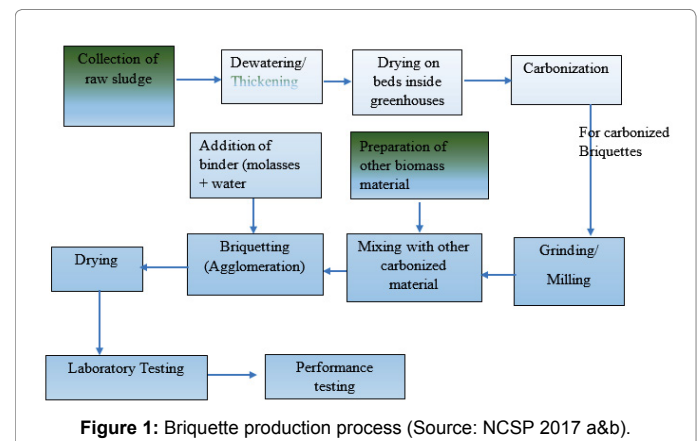 Collection of
raw sludge
Dewatering/
Thickening
Drying on
beds inside
greenhouses
Carbonization
For carbonized
Briquettes
Addition of
binder (molasses
+ water
Preparation of
other biomass
material
Drying
Briquetting
(Agglomeration)
Mixing with other
carbonized
material
Grinding/
Milling
Laboratory Testing
Performance
testing
Figure 1: Briquette production process (Source: NCSP 2017 a&b).